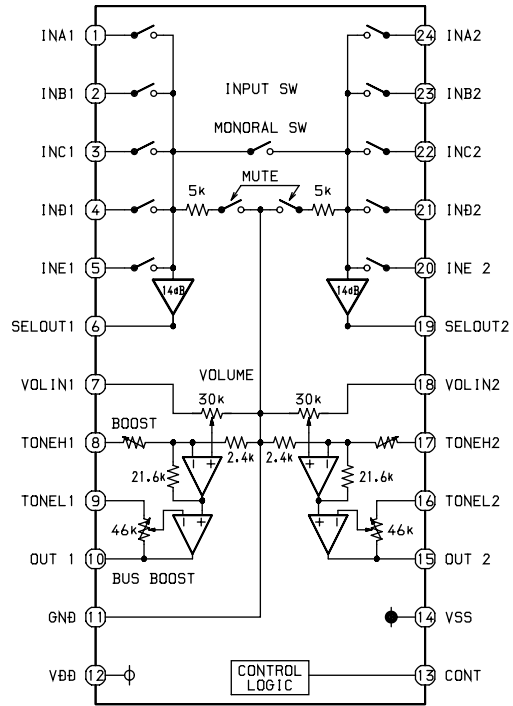 INA1 1 24 INA2
INB1 2 INPUT SW 23 INB2
MONORAL SW
INC1 3 22 INC2
MUTE
5k 5k
IND1 4 21 IND2
INE1 5 20 INE 2
14dB 14dB
SELOUT1 6 19 SELOUT2
VOLUME
VOLIN1 7 18 VOLIN2
30k 30k
BOOST
TONEH1 8 17 TONEH2
2.4k 2.4k
- + + -
21.6k 21.6k
TONEL1 9 16 TONEL2
- + + -
46k 46k
OUT 1 10 15 OUT 2
BUS BOOST
GND 11 14 VSS
VDD 12 13 CONT
CONTROL
LOGIC